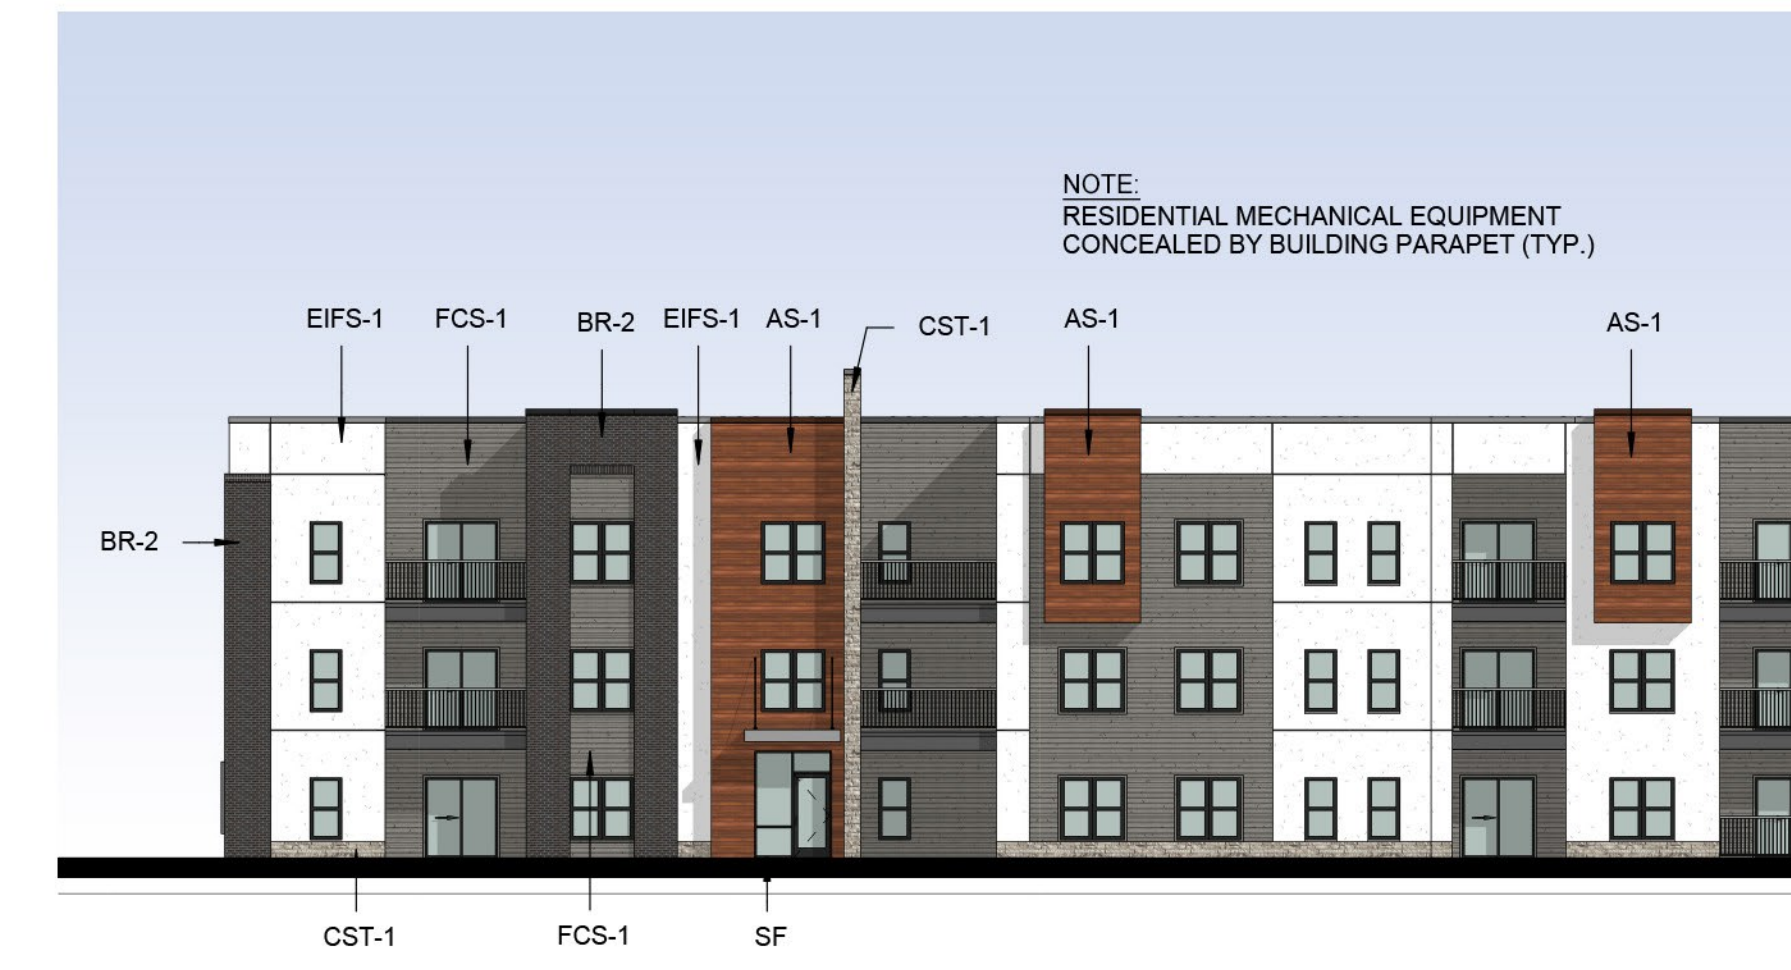 NOTE:
RESIDENTIAL MECHANICAL EQUIPMENT
CONCEALED BY BUILDING PARAPET (TYP.)
EIFS-1
FCS-1
BR-2
EIFS-1
AS-1
CST-1
AS-1
AS-1
BR-2
CST-1
FCS-1
SF